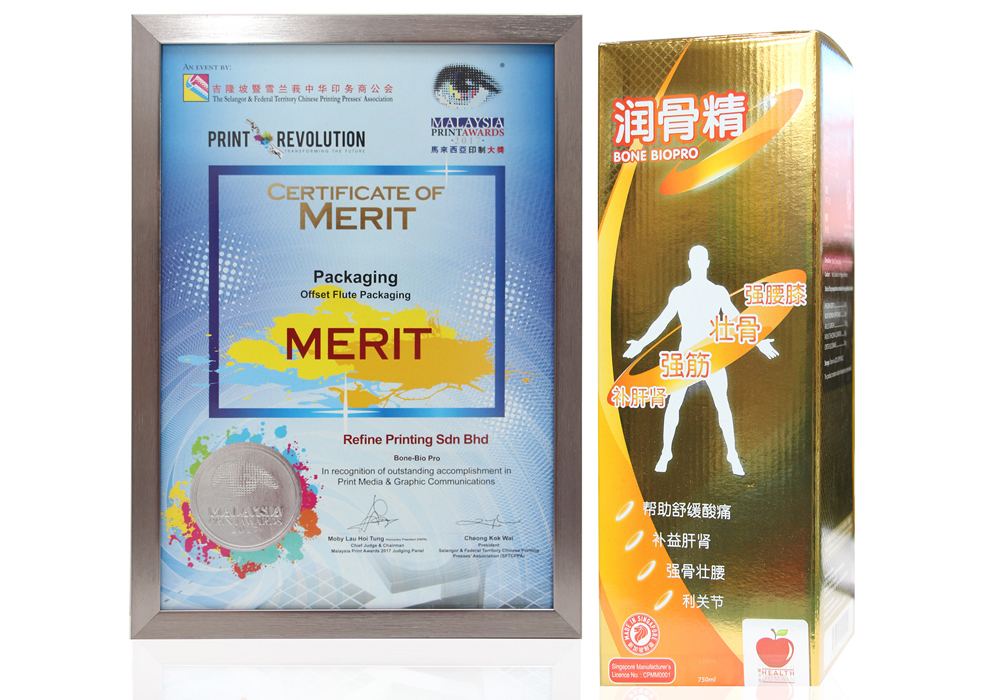 AN EVENT BY:
吉隆坡暨雪兰莪中华印务商公会
The Selangor & Federal Territory Chinese Printing Presses' Association
MALAYSIA
PRINT AWARDS
2017
馬來西亞印制大獎
PRINT REVOLUTION
TRANSFORMING THE FUTURE
CERTIFICATE OF
MERIT
Packaging
Offset Flute Packaging
MERIT
Refine Printing Sdn Bhd
Bone-Bio Pro
In recognition of outstanding accomplishment in
Print Media & Graphic Communications
MALAYSIA
PRINT AWARDS
Moby Lau Hoi Tung
Chief Judge & Chairman
Malaysia Print Awards 2017 Judging Panel
Cheong Kok Wai
President
Selangor & Federal Territory Chinese Printing
Presses' Association (SFTCPPA)
润骨精
BONE BIOPRO
强腰膝
壮骨
强筋
补肝肾
帮助舒缓酸痛
补益肝肾
强骨壮腰
利关节
MADE IN SINGAPORE
Singapore Manufacturer's
Licence No.: CPMM0001
750ml
HEALTH